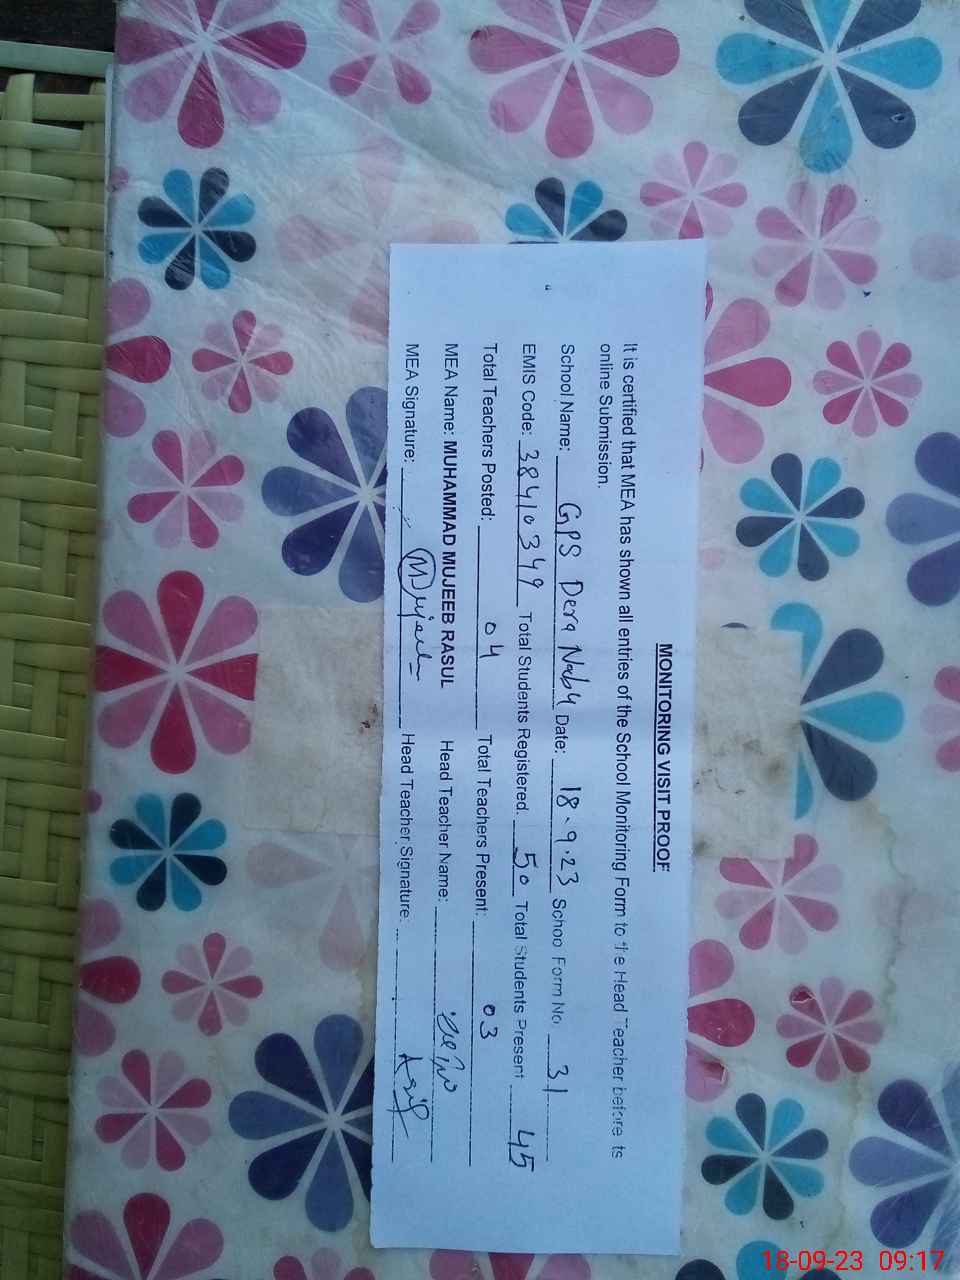 MONITORING VISIT PROOF
It is certified that MEA has shown all entries of the School Monitoring Form to the Head Teacher before its
online Submission.
School Name: GPS Dera Nabu Date: 18.9.23 Schoo Form No. 31
EMIS Code: 38410349 Total Students Registered. 50 Total Students Present 45
Total Teachers Posted: 04 Total Teachers Present: 03
MEA Name: MUHAMMAD MUJEEB RASUL Head Teacher Name:
MEA Signature: Mujeeb Head Teacher Signature: Asif
18-09-23 09:17